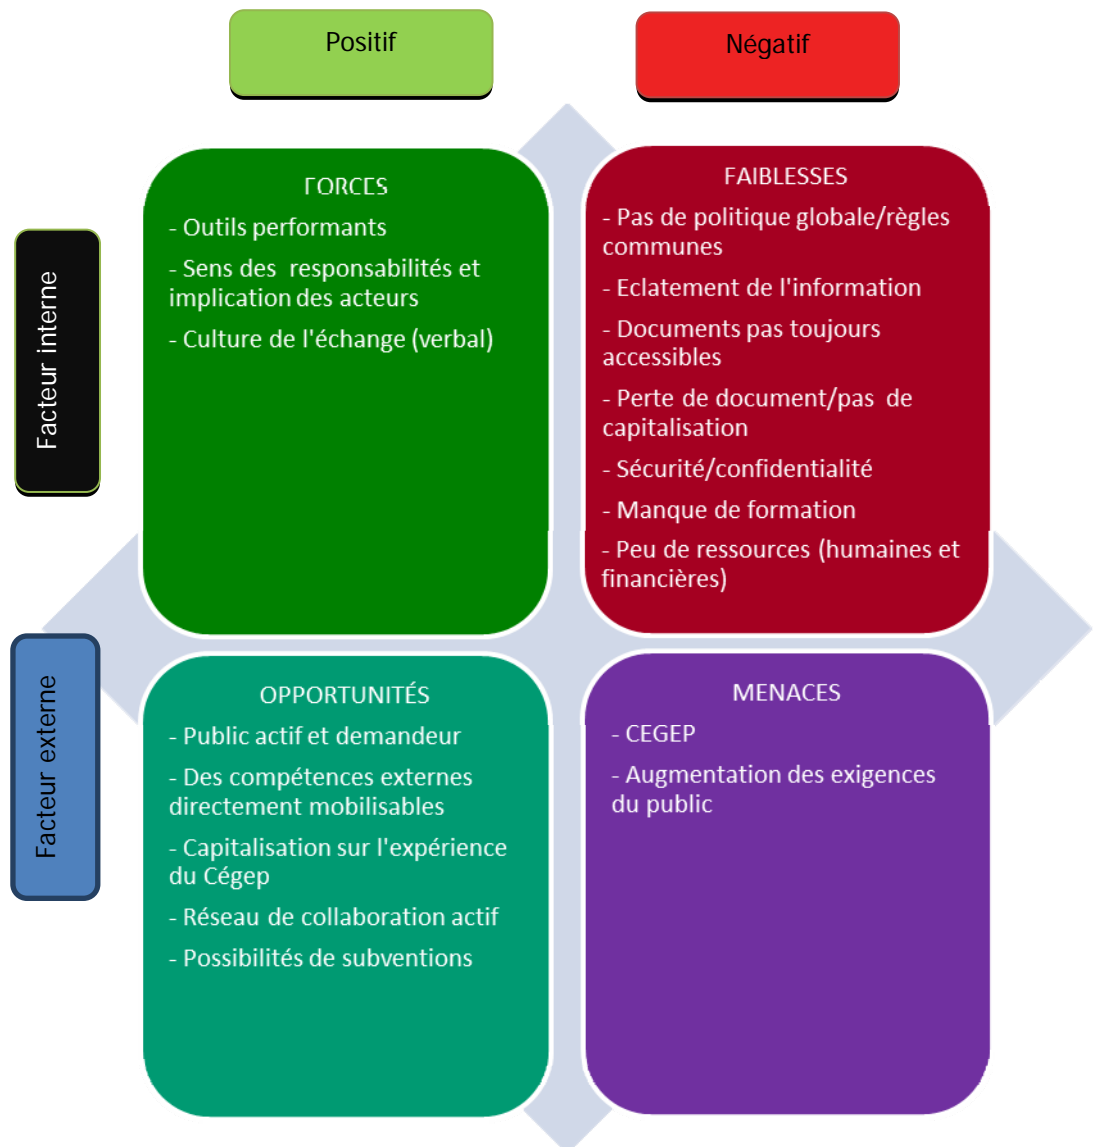 Positif
Négatif
Facteur interne
FORCES
- Outils performants
- Sens des responsabilités et
implication des acteurs
- Culture de l'échange (verbal)
FAIBLESSES
- Pas de politique globale/règles
communes
- Eclatement de l'information
- Documents pas toujours
accessibles
- Perte de document/pas de
capitalisation
- Sécurité/confidentialité
- Manque de formation
- Peu de ressources (humaines et
financières)
Facteur externe
OPPORTUNITÉS
- Public actif et demandeur
- Des compétences externes
directement mobilisables
- Capitalisation sur l'expérience
du Cégep
- Réseau de collaboration actif
- Possibilités de subventions
MENACES
- CEGEP
- Augmentation des exigences
du public